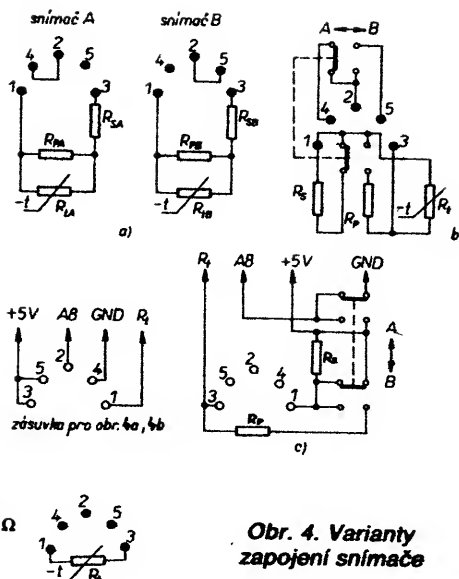 snímač A
snímač B
A B
4 2 5
4 2 5
1 3
1 3
R_SA
R_SB
R_PA
R_PB
-t R_tA
-t R_tB
a)
4 2 5
1 3
R_S R_P -t R_t
b
+5V AB GND R_t
5 2 4
3 1
zásuvka pro obr. 4a, 4b
R_t AB +5V GND
A
B
R_S
5 2 4
3 1
R_P
c)
Ω
4 2 5
1 3
-t R_t
Obr. 4. Varianty
zapojení snímače